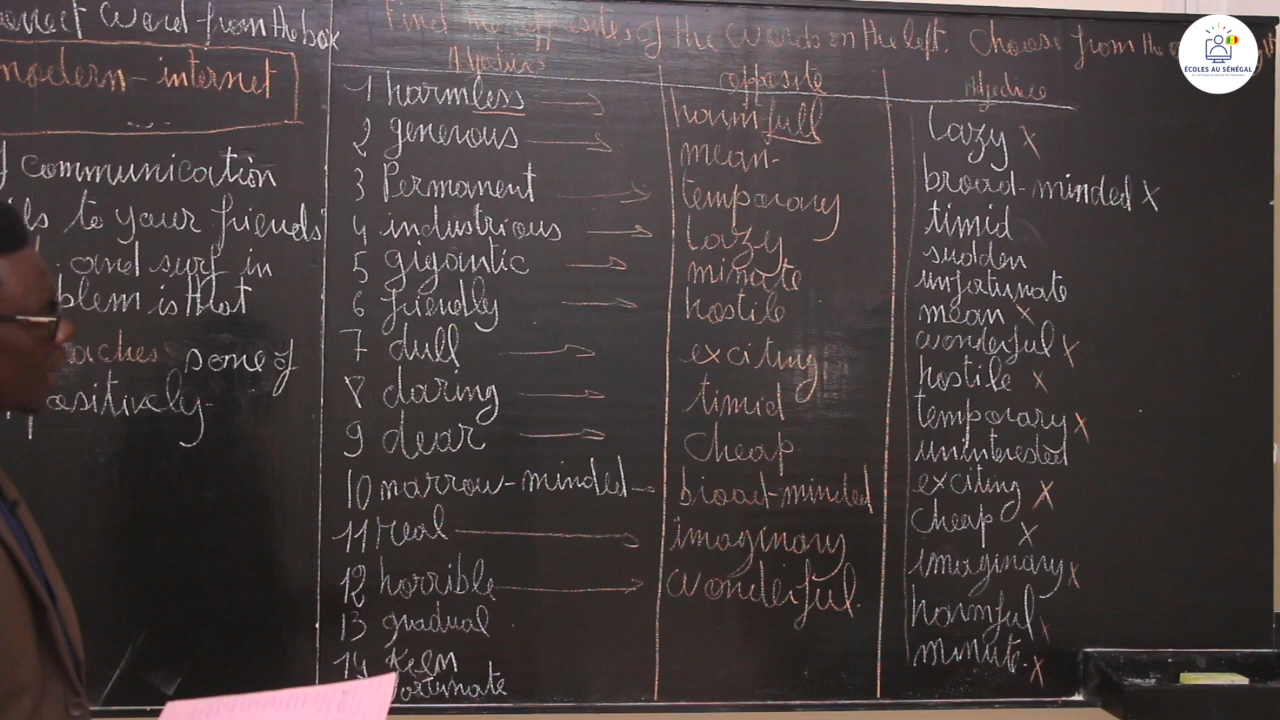 correct word from the box
modern - internet
communication
to your friends
and surf in
blem is that
some of
ositively
Find the opposites of the words on the left. Choose from the
Adjectives
1 harmless
2 generous
3 Permanent
4 industrious
5 gigantic
6 friendly
7 dull
8 daring
9 dear
10 narrow-minded
11 real
12 horrible
13 gradual
14 Keen
fortunate
opposite
harmfull
mean-
temporary
Lazy
minute
hostile
exciting
timid
cheap
broad-minded
imaginary
wonderful.
Adjective
Lazy x
broad-minded x
timid
sudden
unfortunate
mean x
wonderful x
hostile x
temporary x
uninterested
exciting x
cheap x
imaginary x
harmful x
minute. x
ÉCOLES AU SÉNÉGAL